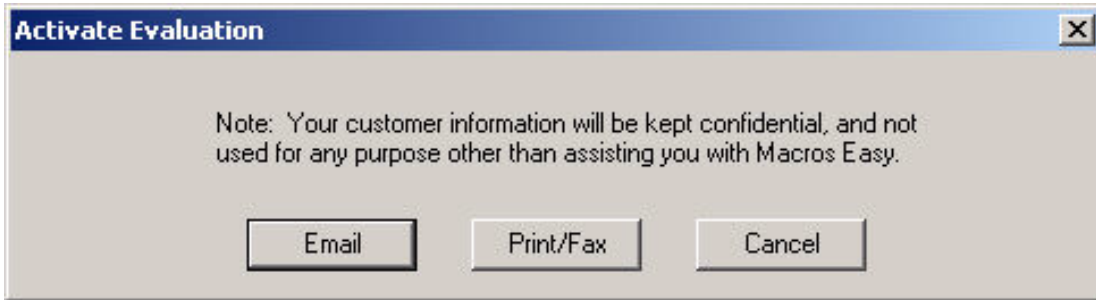 Activate Evaluation
Note:  Your customer information will be kept confidential, and not
used for any purpose other than assisting you with Macros Easy.
Email Print/Fax Cancel